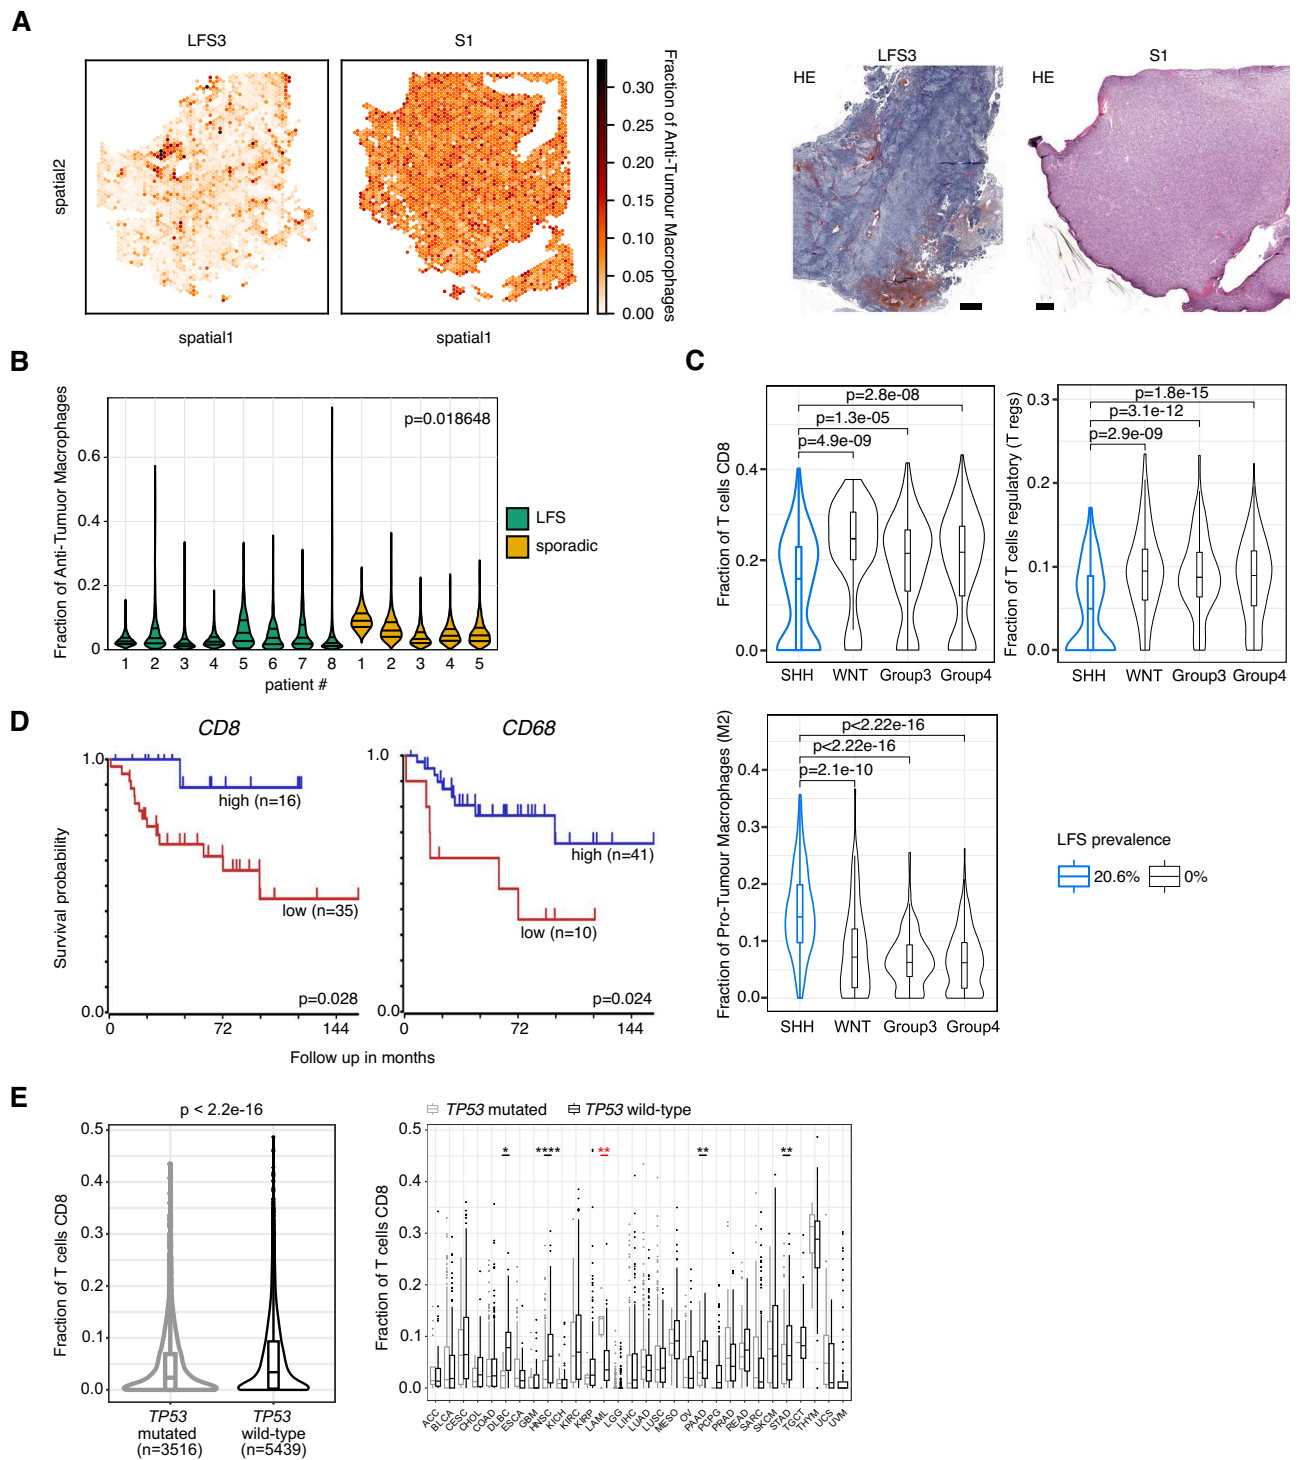 A
LFS3
S1
Fraction of Anti-Tumour Macrophages
0.30
0.25
0.20
0.15
0.10
0.05
0.00
spatial2
spatial1
spatial1
HE
LFS3
HE
S1
B
Fraction of Anti-Tumour Macrophages
0.6
0.4
0.2
0
p=0.018648
1 2 3 4 5 6 7 8 1 2 3 4 5
patient #
LFS
sporadic
C
Fraction of T cells CD8
0.4
0.2
0.0
p=2.8e-08
p=1.3e-05
p=4.9e-09
SHH WNT Group3 Group4
Fraction of T cells regulatory (T regs)
0.3
0.2
0.1
0.0
p=1.8e-15
p=3.1e-12
p=2.9e-09
SHH WNT Group3 Group4
Fraction of Pro-Tumour Macrophages (M2)
0.4
0.3
0.2
0.1
0.0
p<2.22e-16
p<2.22e-16
p=2.1e-10
SHH WNT Group3 Group4
LFS prevalence
20.6% 0%
D
CD8
Survival probability
1.0
0.0
high (n=16)
low (n=35)
p=0.028
0 72 144
CD68
1.0
0.0
high (n=41)
low (n=10)
p=0.024
0 72 144
Follow up in months
E
p < 2.2e-16
Fraction of T cells CD8
0.5
0.4
0.3
0.2
0.1
0.0
TP53
mutated
(n=3516)
TP53
wild-type
(n=5439)
TP53 mutated TP53 wild-type
Fraction of T cells CD8
0.5
0.4
0.3
0.2
0.1
0.0
* **** ** ** **
ACC BLCA CESC CHOL COAD DLBC ESCA GBM HNSC KICH KIRC KIRP LAML LGG LIHC LUAD LUSC MESO OV PAAD PCPG PRAD READ SARC SKCM STAD TGCT THYM UCS UVM